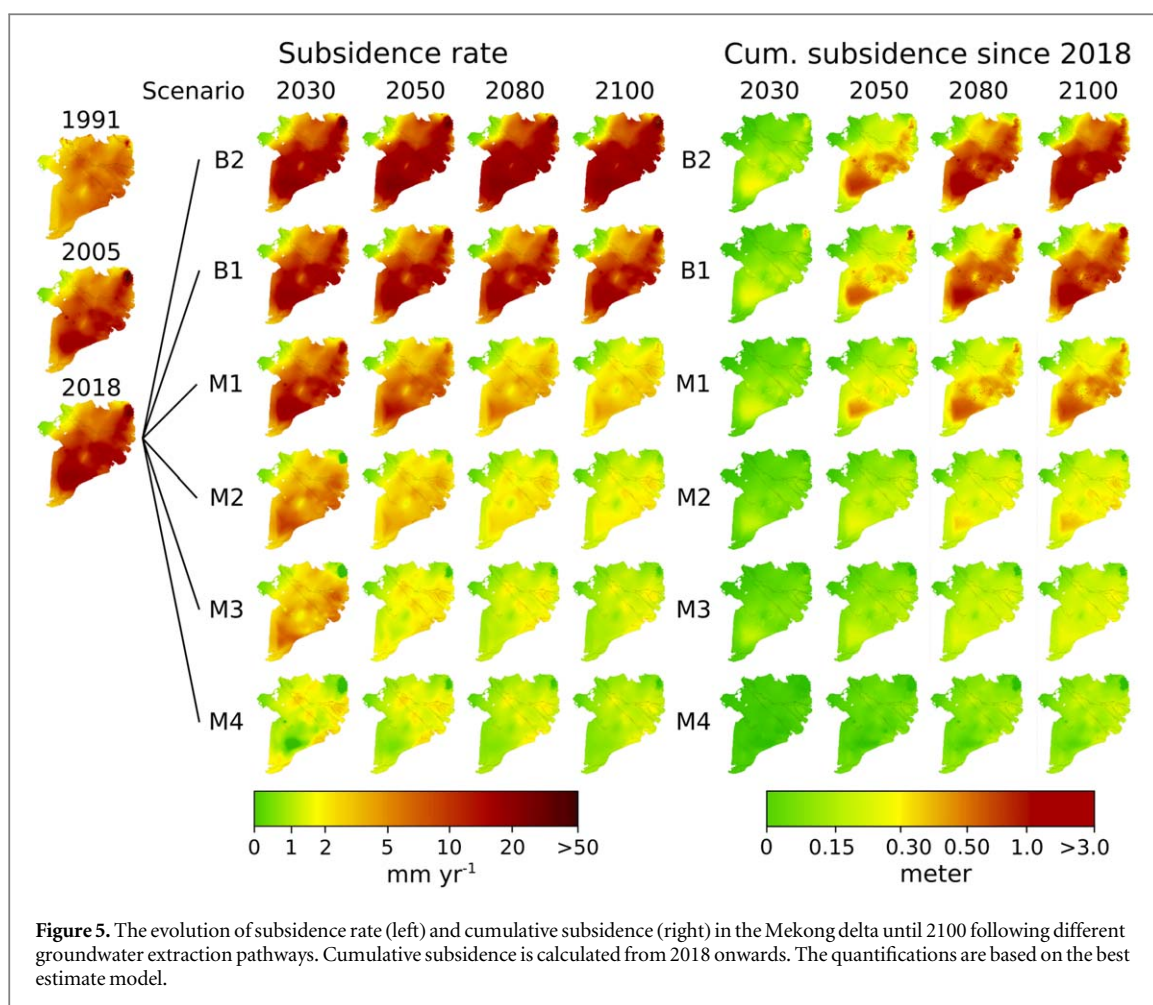 Subsidence rate
Cum. subsidence since 2018
Scenario 2030 2050 2080 2100
2030 2050 2080 2100
1991
2005
2018
B2
B1
M1
M2
M3
M4
B2
B1
M1
M2
M3
M4
0 1 2 5 10 20 >50
mm yr⁻¹
0 0.15 0.30 0.50 1.0 >3.0
meter
Figure 5. The evolution of subsidence rate (left) and cumulative subsidence (right) in the Mekong delta until 2100 following different
groundwater extraction pathways. Cumulative subsidence is calculated from 2018 onwards. The quantifications are based on the best
estimate model.